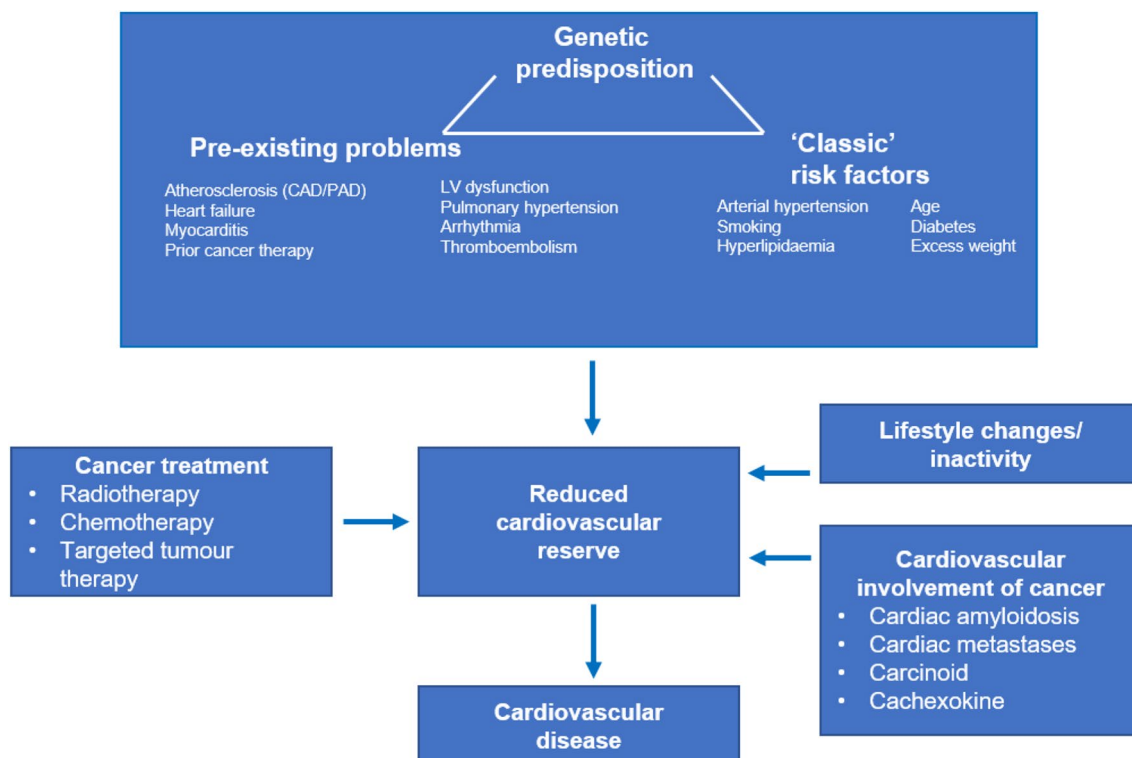 Genetic
predisposition
Pre-existing problems
Atherosclerosis (CAD/PAD)
Heart failure
Myocarditis
Prior cancer therapy
LV dysfunction
Pulmonary hypertension
Arrhythmia
Thromboembolism
‘Classic’
risk factors
Arterial hypertension
Smoking
Hyperlipidaemia
Age
Diabetes
Excess weight
Cancer treatment
• Radiotherapy
• Chemotherapy
• Targeted tumour
therapy
Reduced
cardiovascular
reserve
Lifestyle changes/
inactivity
Cardiovascular
involvement of cancer
• Cardiac amyloidosis
• Cardiac metastases
• Carcinoid
• Cachexokine
Cardiovascular
disease